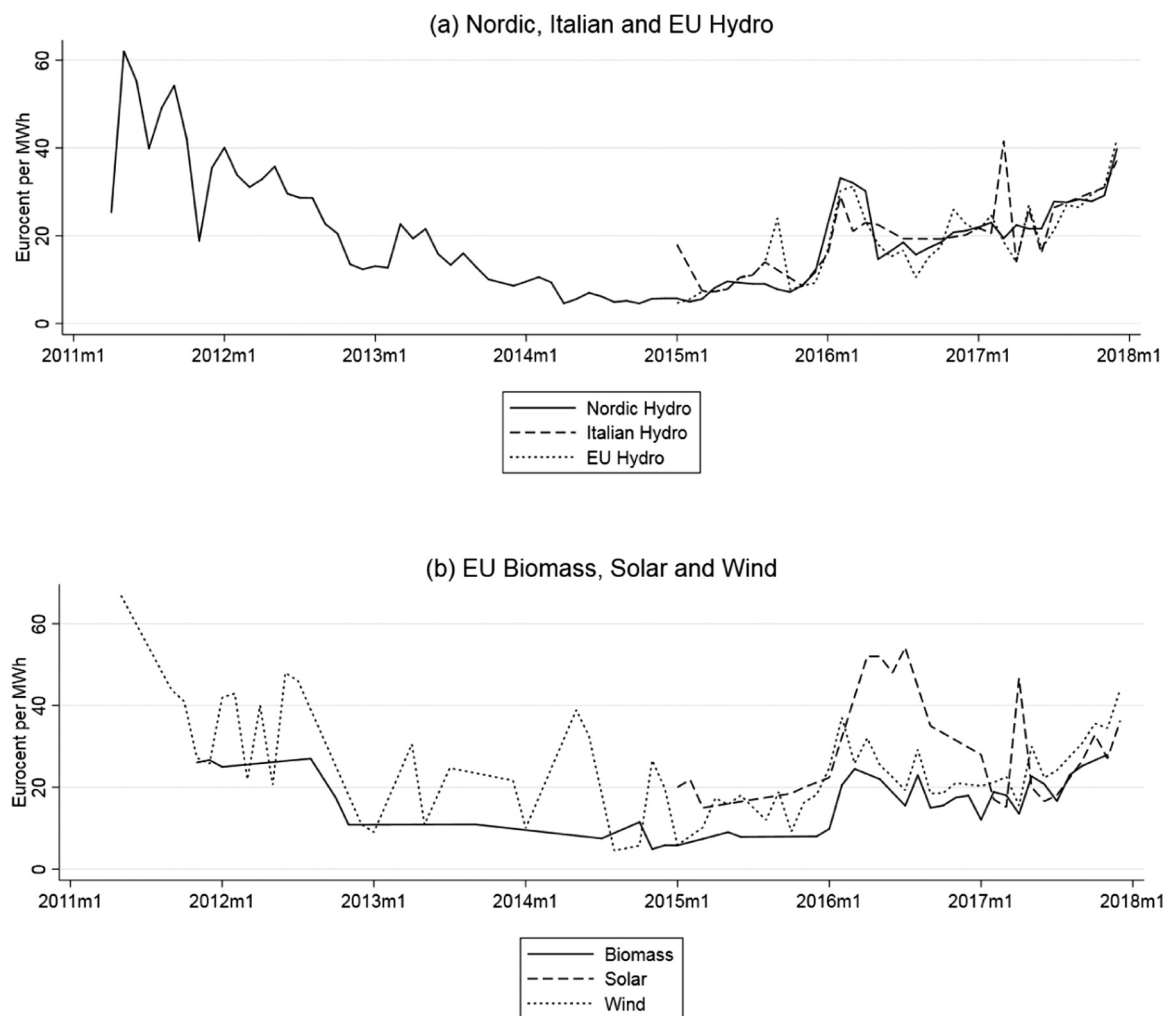 (a) Nordic, Italian and EU Hydro
Eurocent per MWh
60
40
20
0
2011m1 2012m1 2013m1 2014m1 2015m1 2016m1 2017m1 2018m1
Nordic Hydro
Italian Hydro
EU Hydro
(b) EU Biomass, Solar and Wind
Eurocent per MWh
60
40
20
0
2011m1 2012m1 2013m1 2014m1 2015m1 2016m1 2017m1 2018m1
Biomass
Solar
Wind